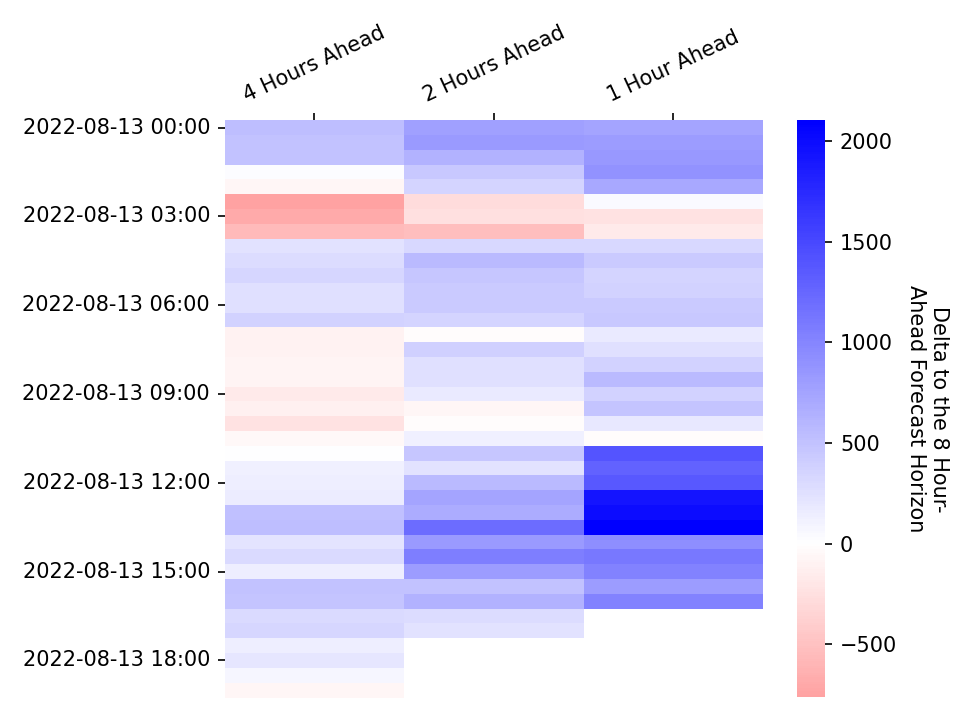 4 Hours Ahead
2 Hours Ahead
1 Hour Ahead
2022-08-13 00:00
2022-08-13 03:00
2022-08-13 06:00
2022-08-13 09:00
2022-08-13 12:00
2022-08-13 15:00
2022-08-13 18:00
2000
1500
1000
500
0
−500
Delta to the 8 Hour-
Ahead Forecast Horizon